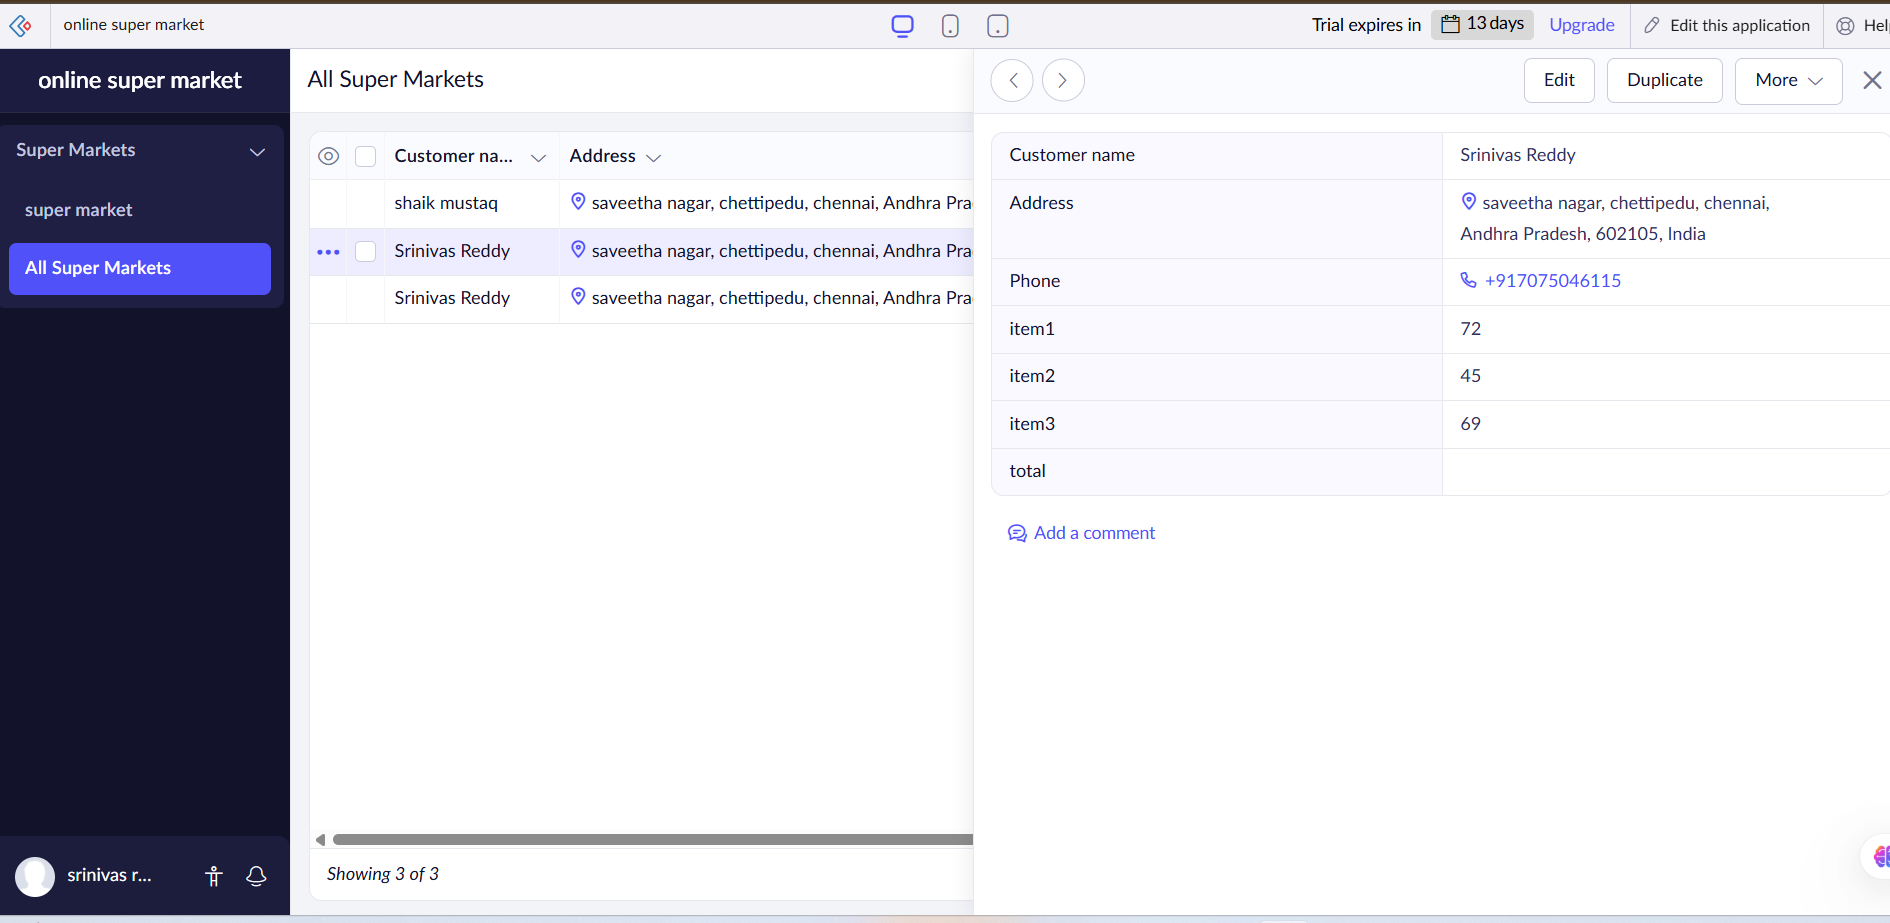 online super market
Trial expires in 13 days Upgrade Edit this application
online super market
Super Markets
super market
All Super Markets
srinivas r...
All Super Markets
Customer na... Address
shaik mustaq saveetha nagar, chettipedu, chennai, Andhra Pra
Srinivas Reddy saveetha nagar, chettipedu, chennai, Andhra Pra
Srinivas Reddy saveetha nagar, chettipedu, chennai, Andhra Pra
Showing 3 of 3
Edit Duplicate More
Customer name Srinivas Reddy
Address saveetha nagar, chettipedu, chennai,
Andhra Pradesh, 602105, India
Phone +917075046115
item1 72
item2 45
item3 69
total
Add a comment